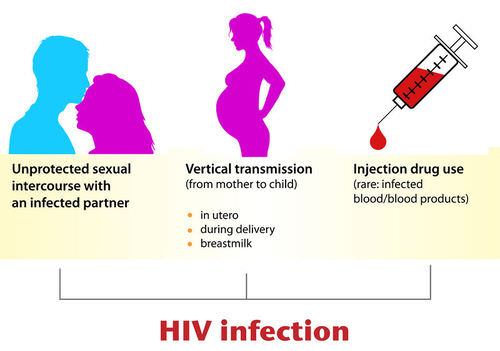 Unprotected sexual
intercourse with
an infected partner
Vertical transmission
(from mother to child)
• in utero
• during delivery
• breastmilk
Injection drug use
(rare: infected
blood/blood products)
HIV infection